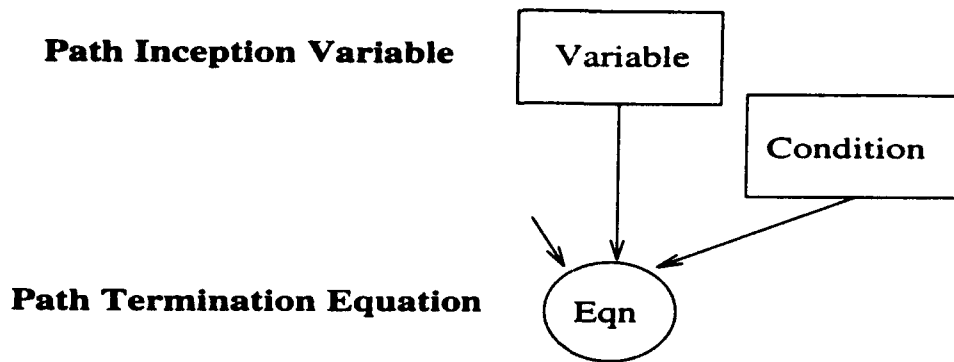 Path Inception Variable
Variable
Condition
Path Termination Equation
Eqn